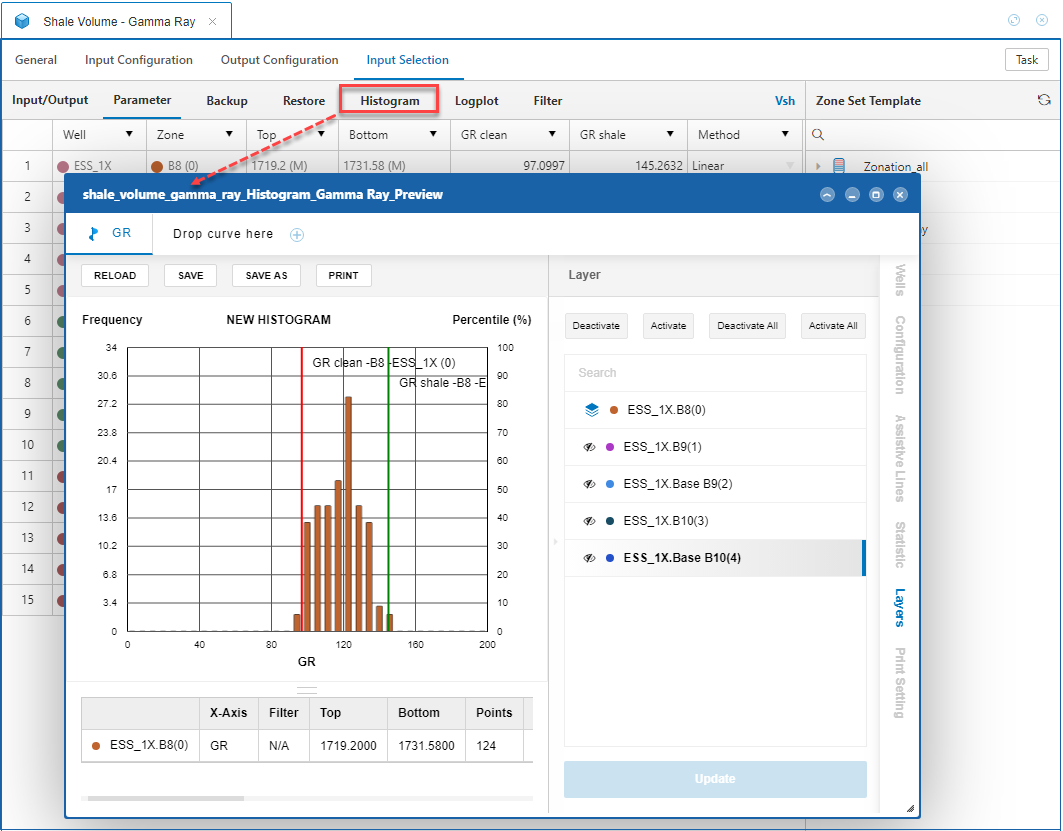 Shale Volume - Gamma Ray
General Input Configuration Output Configuration Input Selection Task
Input/Output Parameter Backup Restore Histogram Logplot Filter Vsh Zone Set Template
Well Zone Top Bottom GR clean GR shale Method
1 ESS_1X B8 (0) 1719.2 (M) 1731.58 (M) 97.0997 145.2632 Linear Zonation_all
2
3
4
5
6
7
8
9
10
11
12
13
14
15
shale_volume_gamma_ray_Histogram_Gamma Ray_Preview
GR Drop curve here
RELOAD SAVE SAVE AS PRINT
Frequency NEW HISTOGRAM Percentile (%)
GR clean -B8 -ESS_1X (0)
GR shale -B8 -E
34 100
30.6 90
27.2 80
23.8 70
20.4 60
17 50
13.6 40
10.2 30
6.8 20
3.4 10
0 0
0 40 80 120 160 200
GR
X-Axis Filter Top Bottom Points
ESS_1X.B8(0) GR N/A 1719.2000 1731.5800 124
Layer
Deactivate Activate Deactivate All Activate All
Search
ESS_1X.B8(0)
ESS_1X.B9(1)
ESS_1X.Base B9(2)
ESS_1X.B10(3)
ESS_1X.Base B10(4)
Update
Wells
Configuration
Assistive Lines
Statistic
Layers
Print Setting